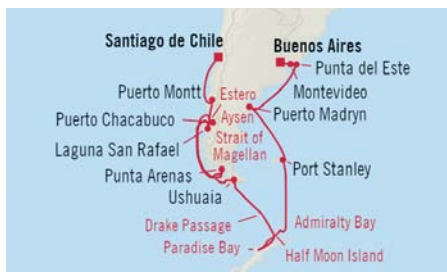 Santiago de Chile
Buenos Aires
Punta del Este
Montevideo
Puerto Montt
Estero
Aysen
Puerto Madryn
Puerto Chacabuco
Strait of
Magellan
Laguna San Rafael
Punta Arenas
Port Stanley
Ushuaia
Drake Passage
Admiralty Bay
Paradise Bay
Half Moon Island